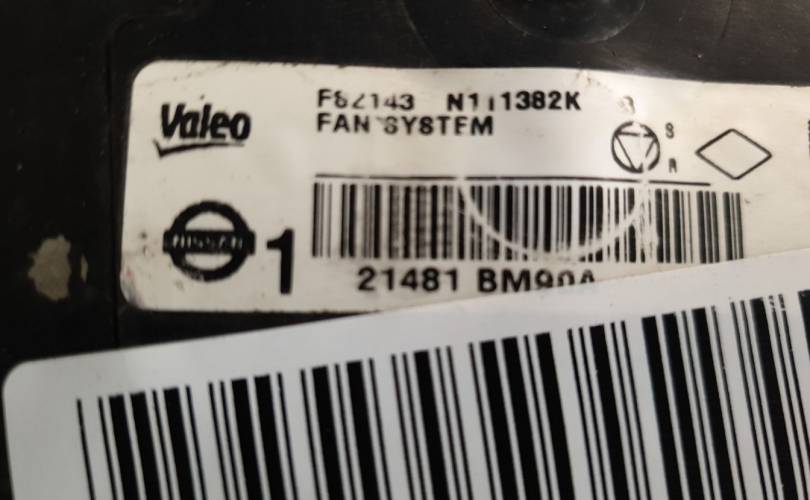 Valeo
F82143 N111382K
FAN SYSTEM
S
R
NISSAN
1
21481 BM90A